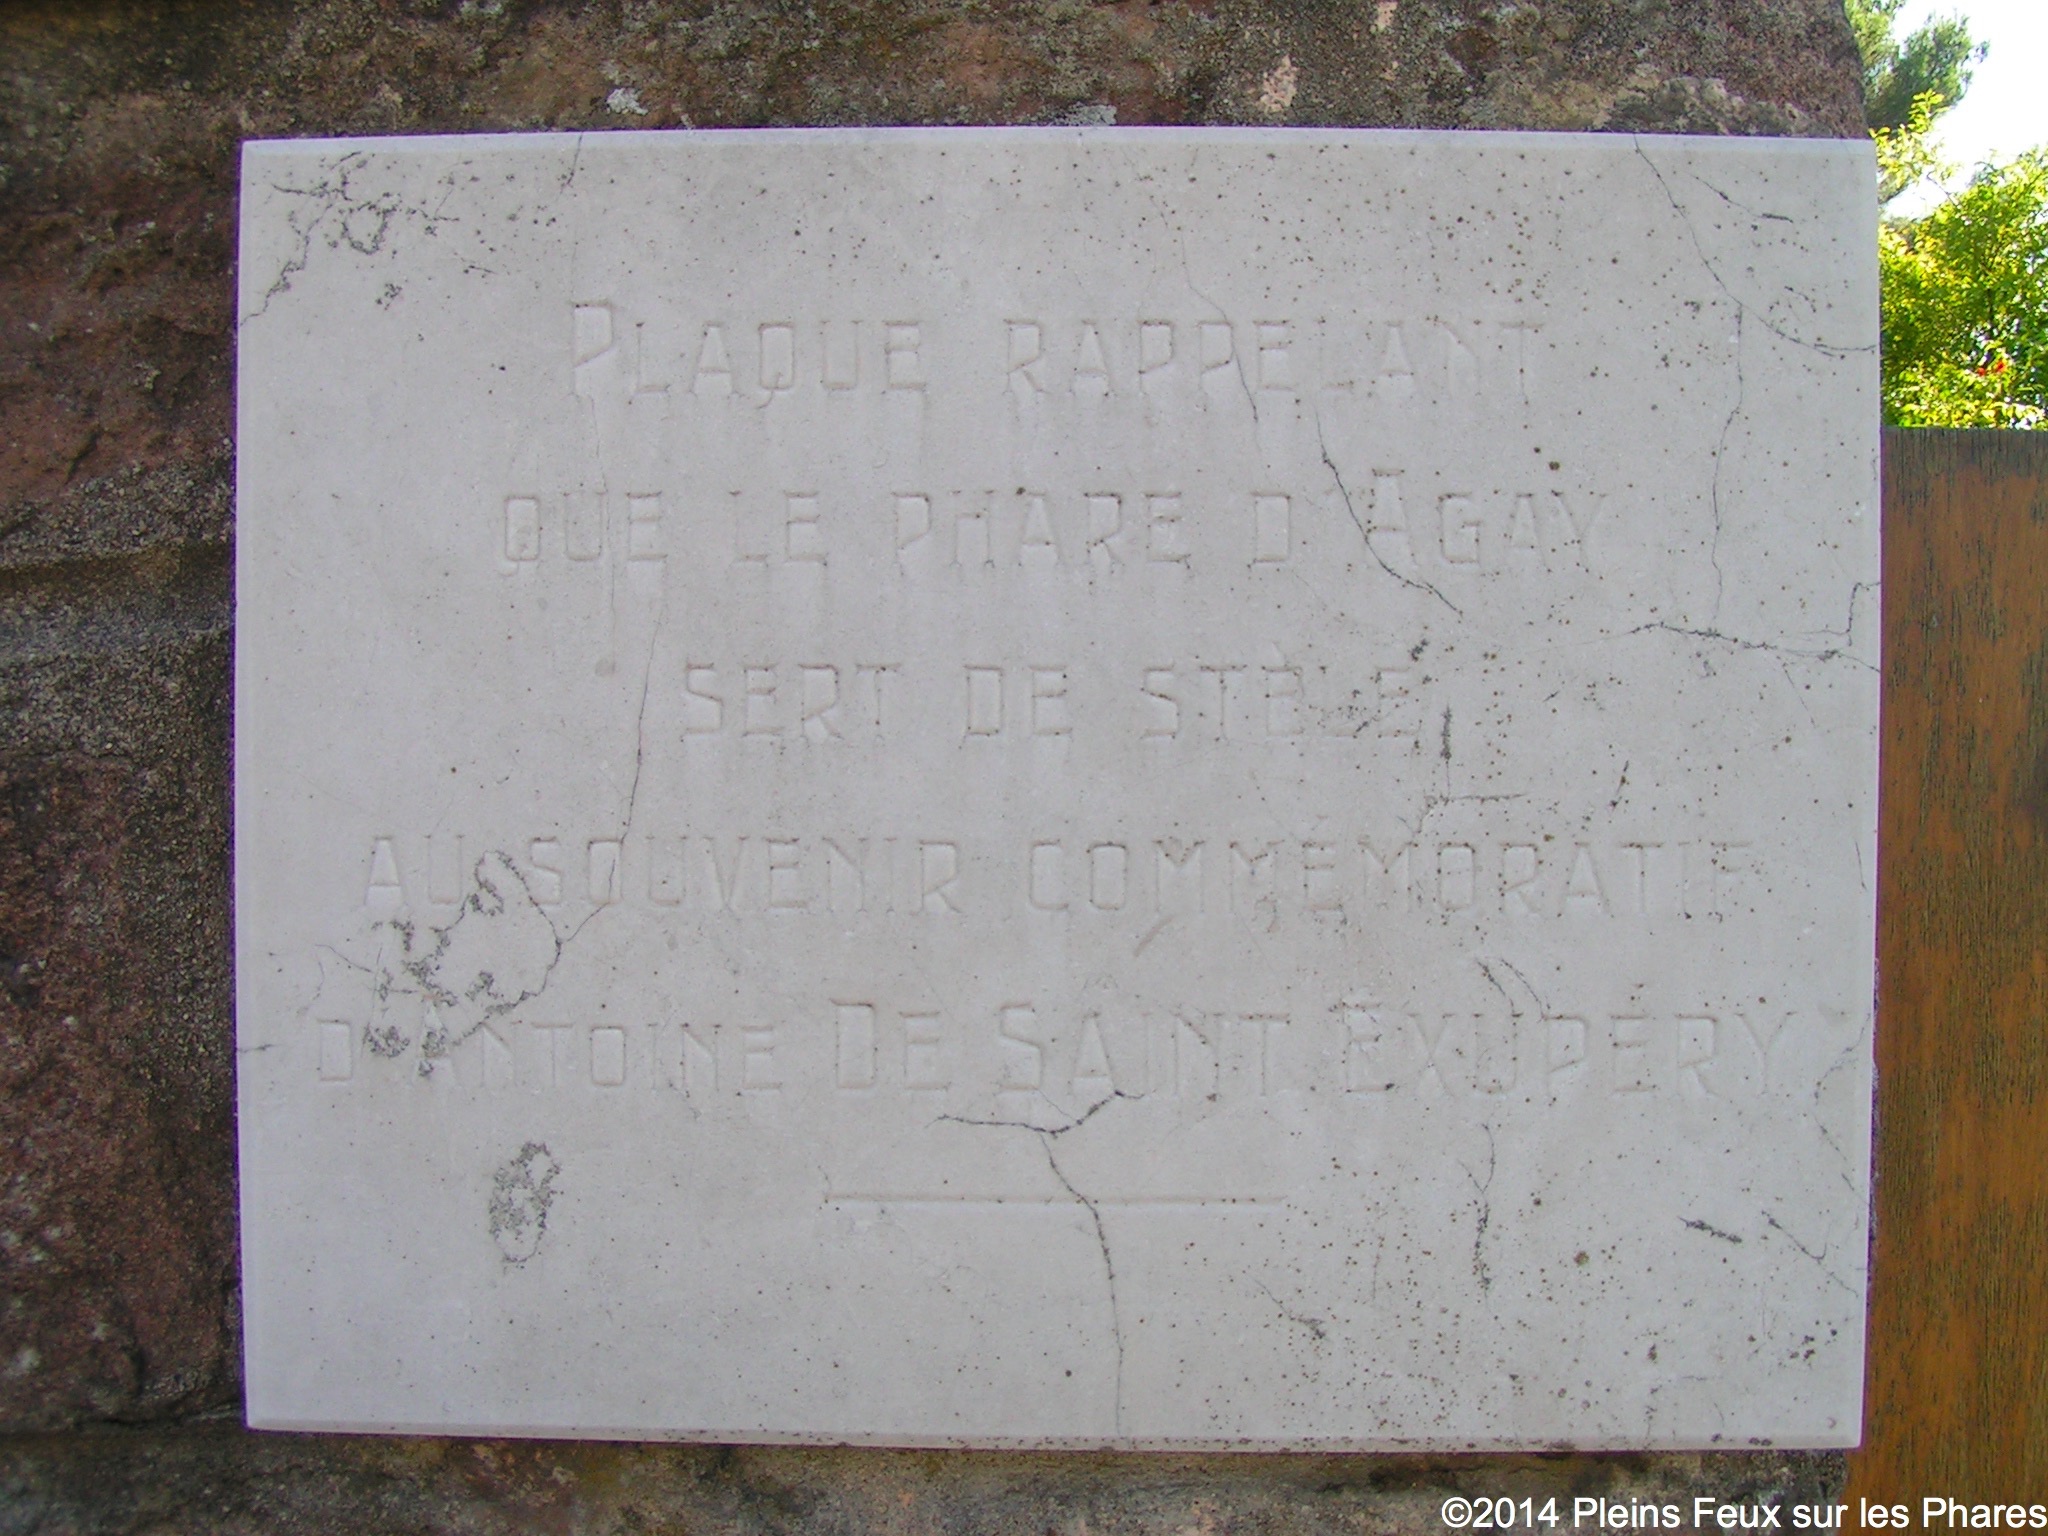 Plaque rappelant
que le phare d'Agay
sert de stèle
au souvenir commémoratif
d'Antoine De Saint Exupéry
©2014 Pleins Feux sur les Phares